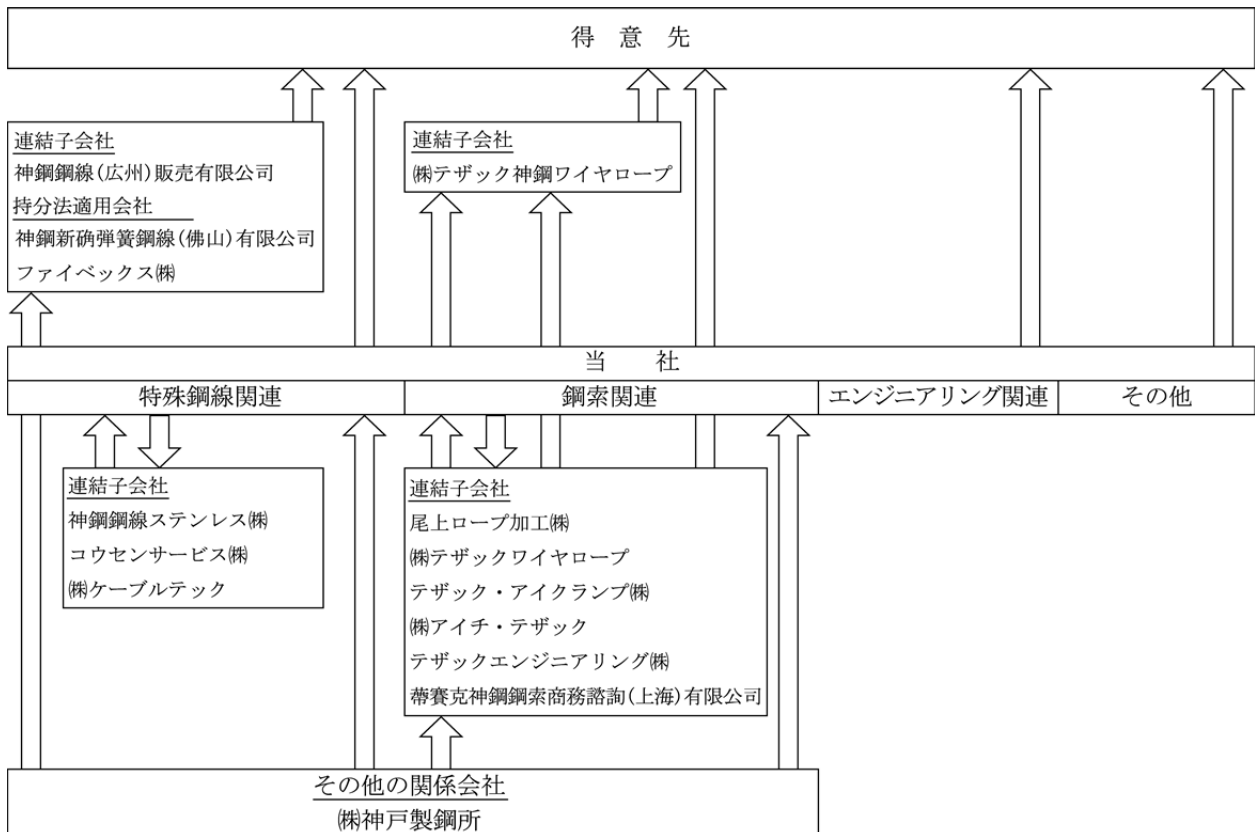 得意先
連結子会社
神鋼鋼線(広州)販売有限公司
持分法適用会社
神鋼新确弾簧鋼線(佛山)有限公司
ファイベックス㈱
連結子会社
㈱テザック神鋼ワイヤロープ
当社
特殊鋼線関連
鋼索関連
エンジニアリング関連
その他
連結子会社
神鋼鋼線ステンレス㈱
コウセンサービス㈱
㈱ケーブルテック
連結子会社
尾上ロープ加工㈱
㈱テザックワイヤロープ
テザック・アイクランプ㈱
㈱アイチ・テザック
テザックエンジニアリング㈱
蔕賽克神鋼鋼索商務諮詢(上海)有限公司
その他の関係会社
㈱神戸製鋼所